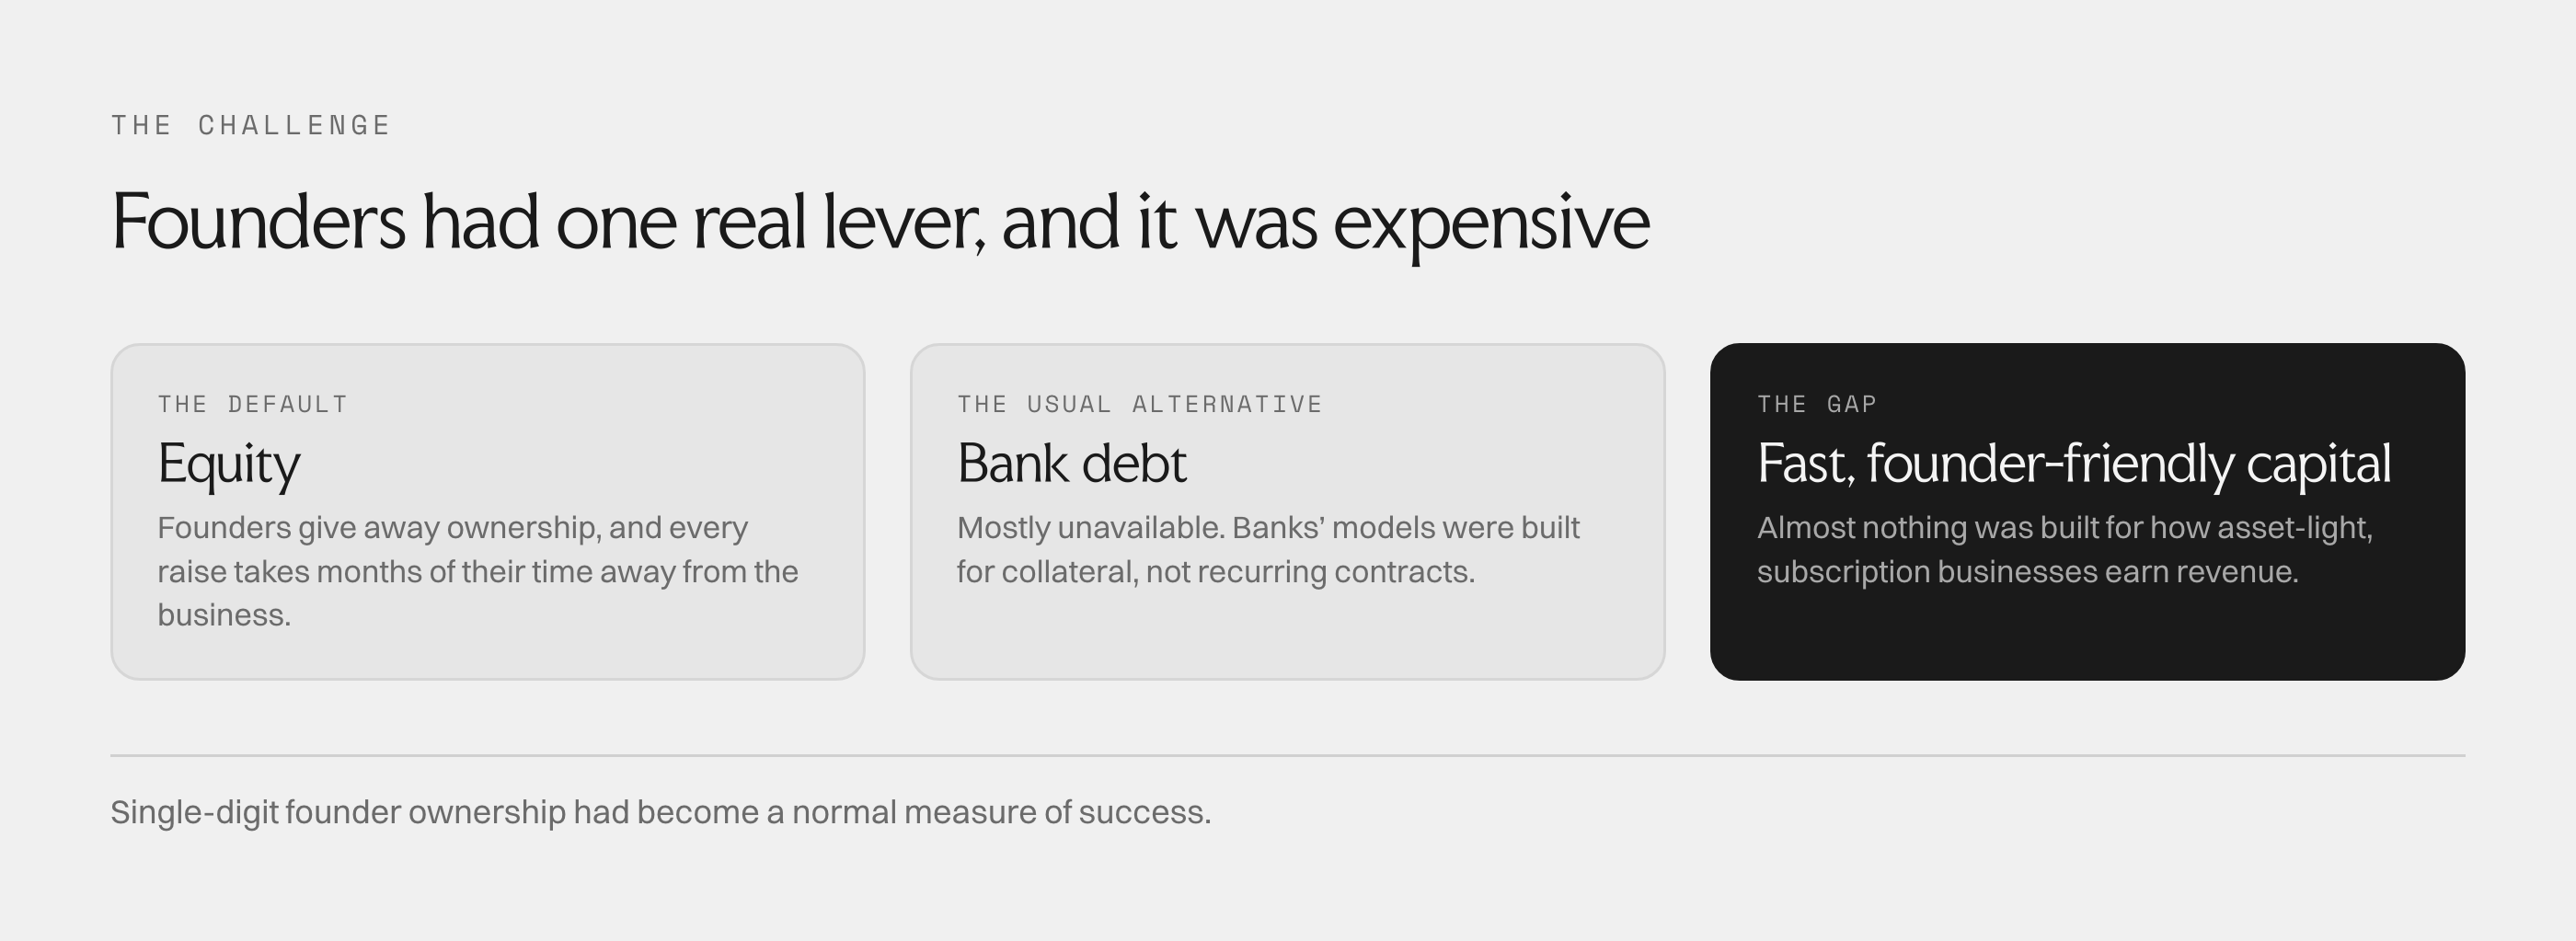 THE CHALLENGE
Founders had one real lever, and it was expensive
THE DEFAULT
Equity
Founders give away ownership, and every
raise takes months of their time away from the
business.
THE USUAL ALTERNATIVE
Bank debt
Mostly unavailable. Banks’ models were built
for collateral, not recurring contracts.
THE GAP
Fast, founder-friendly capital
Almost nothing was built for how asset-light,
subscription businesses earn revenue.
Single-digit founder ownership had become a normal measure of success.